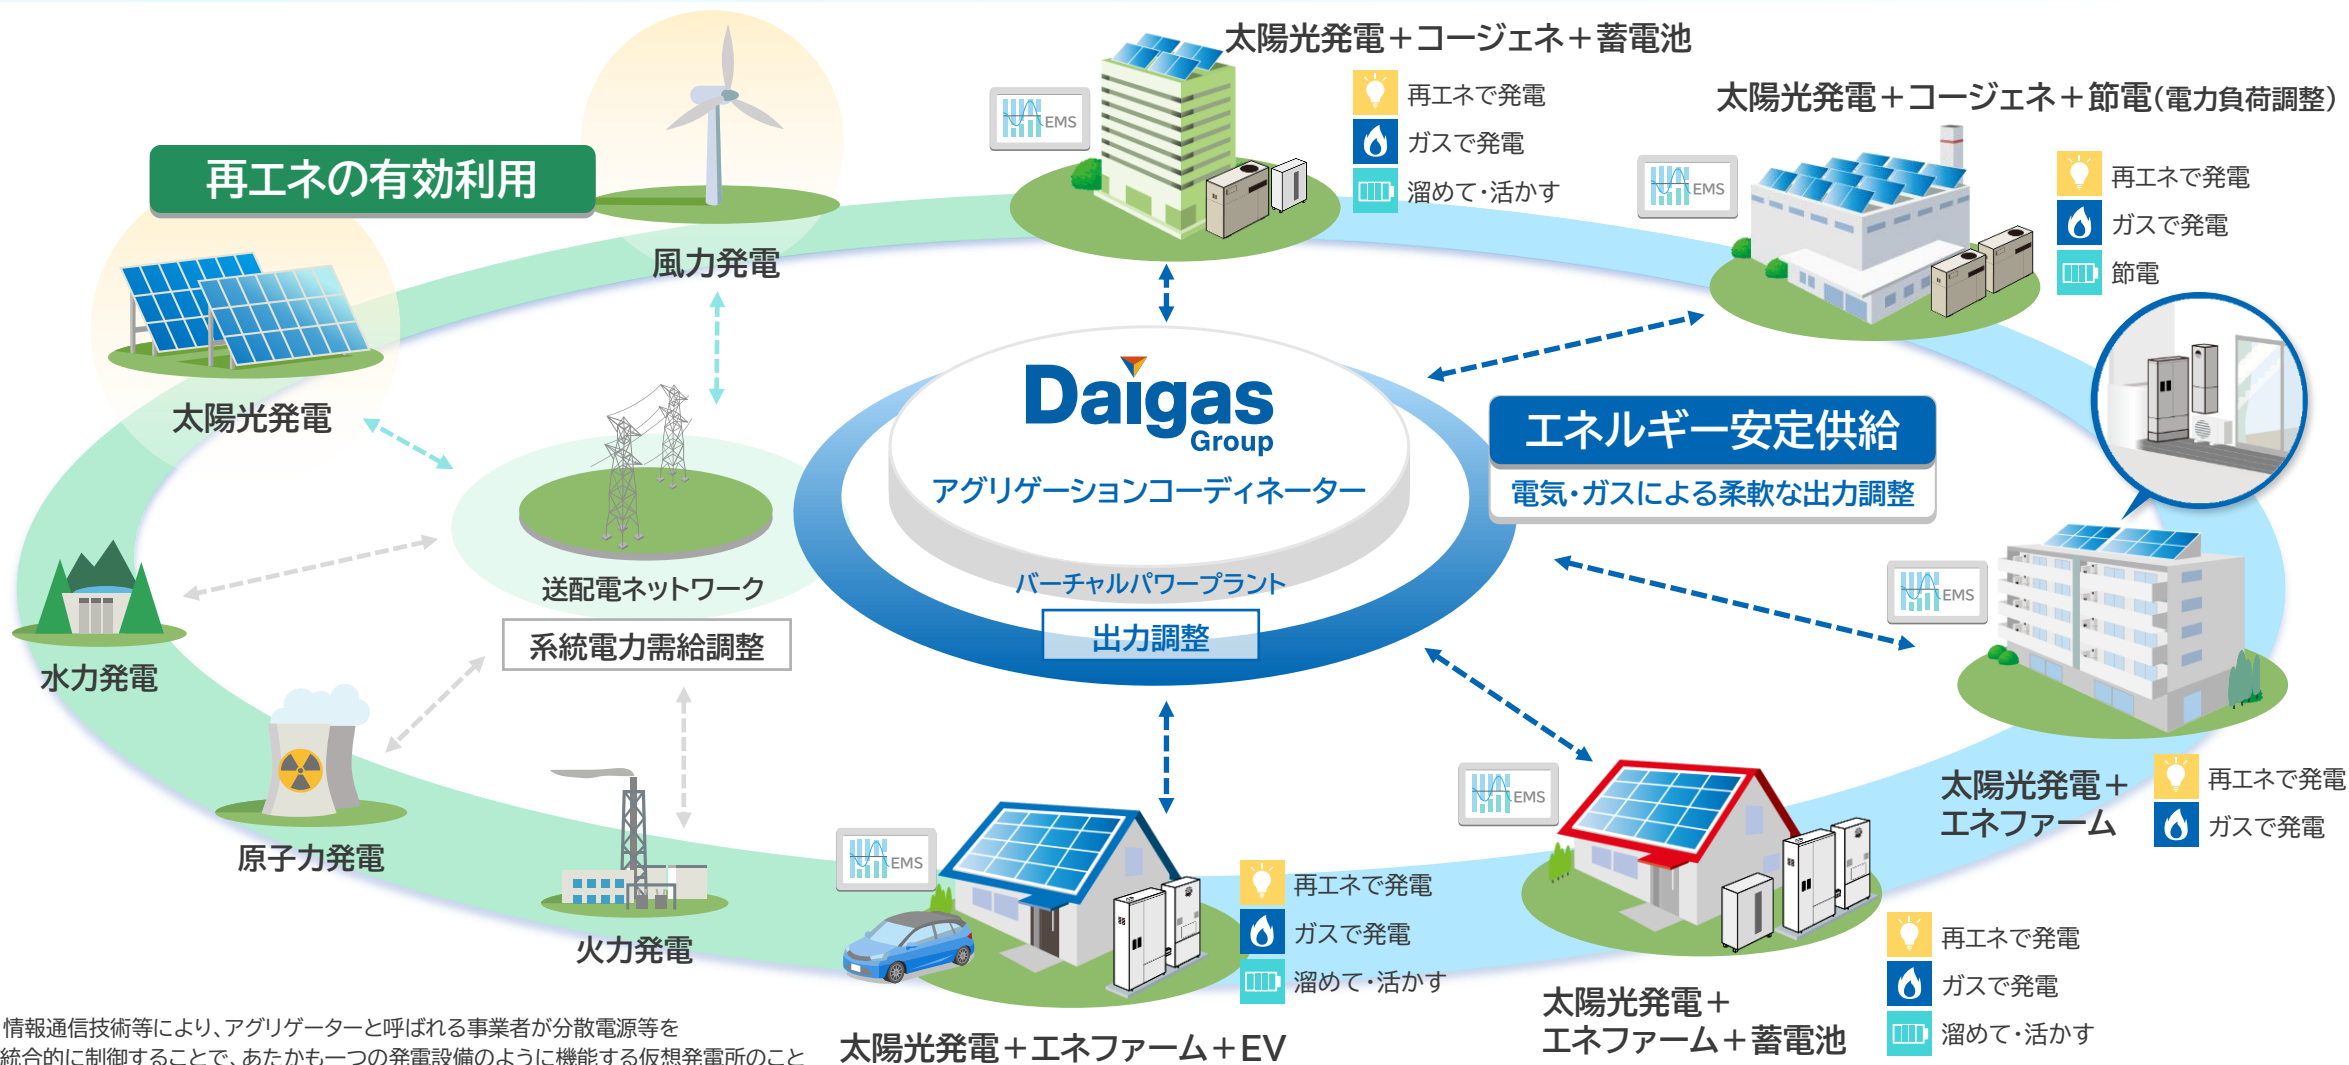 太陽光発電＋コージェネ＋蓄電池
EMS
再エネで発電
ガスで発電
溜めて・活かす
太陽光発電＋コージェネ＋節電(電力負荷調整)
EMS
再エネで発電
ガスで発電
節電
再エネの有効利用
風力発電
太陽光発電
Daigas
Group
アグリゲーションコーディネーター
バーチャルパワープラント
出力調整
エネルギー安定供給
電気・ガスによる柔軟な出力調整
送配電ネットワーク
系統電力需給調整
水力発電
原子力発電
火力発電
EMS
太陽光発電＋
エネファーム
再エネで発電
ガスで発電
EMS
再エネで発電
ガスで発電
溜めて・活かす
太陽光発電＋エネファーム＋EV
EMS
太陽光発電＋
エネファーム＋蓄電池
再エネで発電
ガスで発電
溜めて・活かす
情報通信技術等により、アグリゲーターと呼ばれる事業者が分散電源等を
統合的に制御することで、あたかも一つの発電設備のように機能する仮想発電所のこと